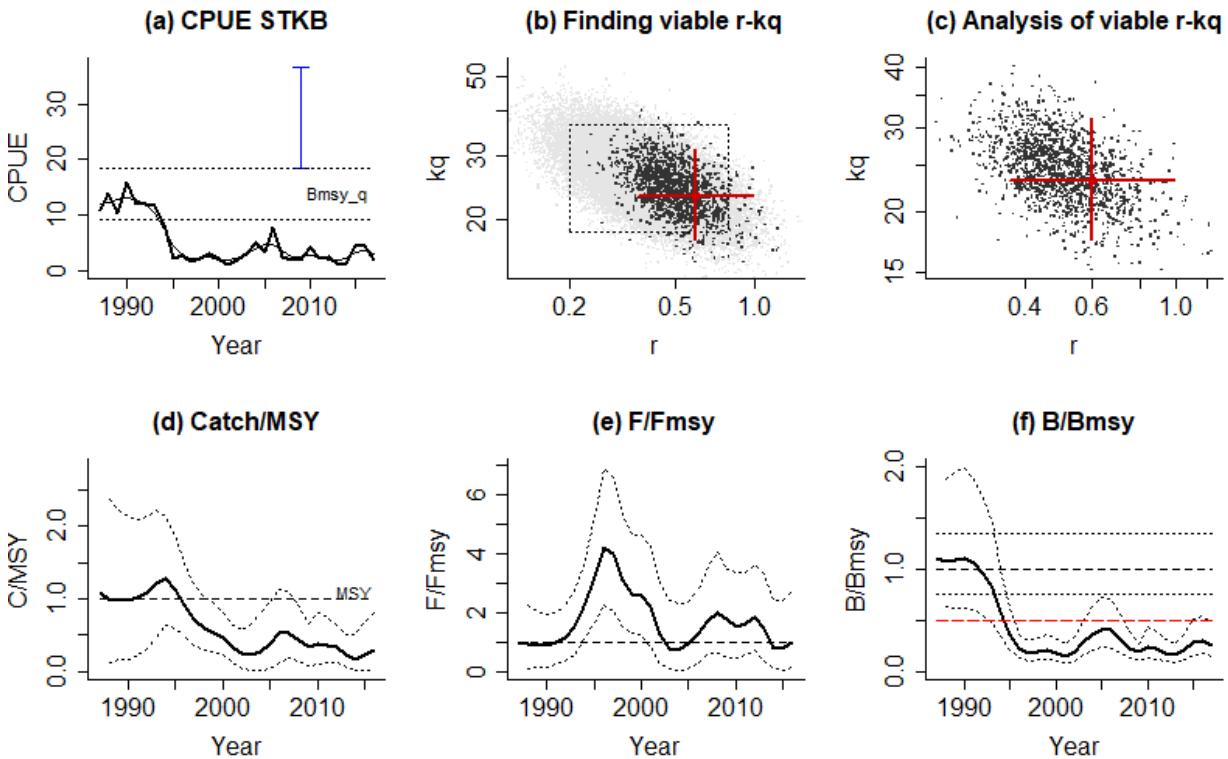 (a) CPUE STKB
CPUE
0 10 20 30
Bmsy_q
1990 2000 2010
Year
(b) Finding viable r-kq
kq
20 30 50
0.2 0.5 1.0
r
(c) Analysis of viable r-kq
kq
15 20 30 40
0.4 0.6 1.0
r
(d) Catch/MSY
C/MSY
0.0 1.0 2.0
MSY
1990 2000 2010
Year
(e) F/Fmsy
F/Fmsy
0 2 4 6
1990 2000 2010
Year
(f) B/Bmsy
B/Bmsy
0.0 1.0 2.0
1990 2000 2010
Year